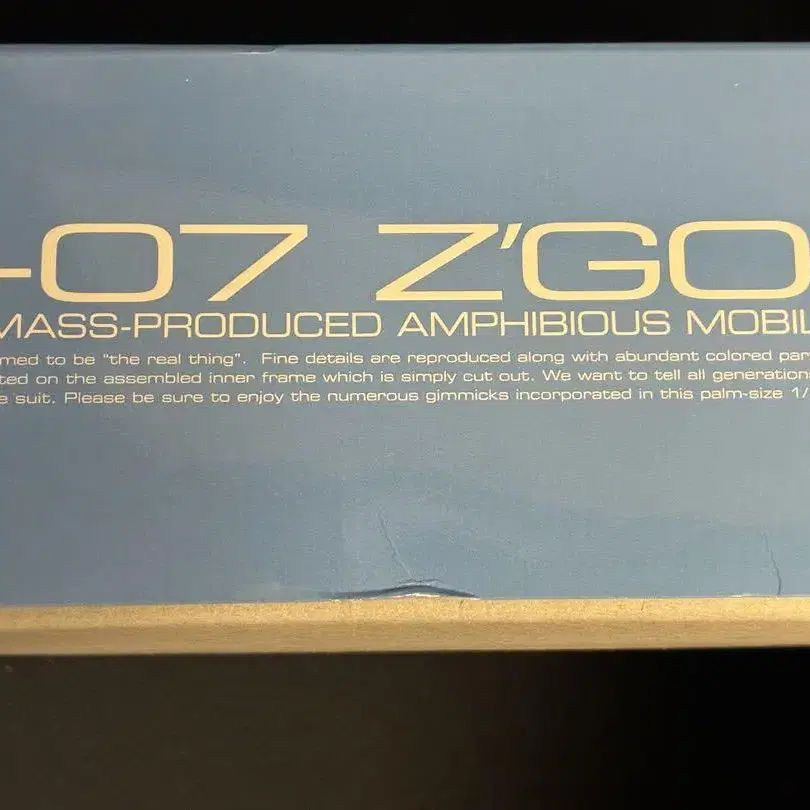 -07 Z'GO
MASS-PRODUCED AMPHIBIOUS MOBIL
med to be "the real thing". Fine details are reproduced along with abundant colored par
ted on the assembled inner frame which is simply cut out. We want to tell all generation
e suit. Please be sure to enjoy the numerous gimmicks incorporated in this palm-size 1/